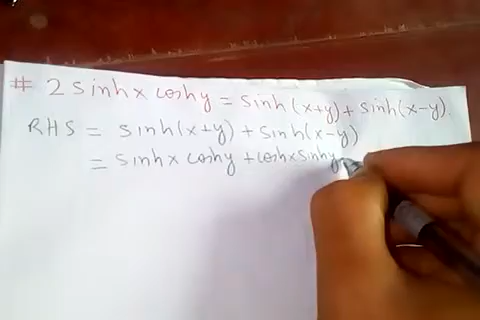 # 2 sinhx coshy = sinh(x+y) + sinh(x-y).
RHS = sinh(x+y) + sinh(x-y)
= sinhx coshy + coshx sinhy